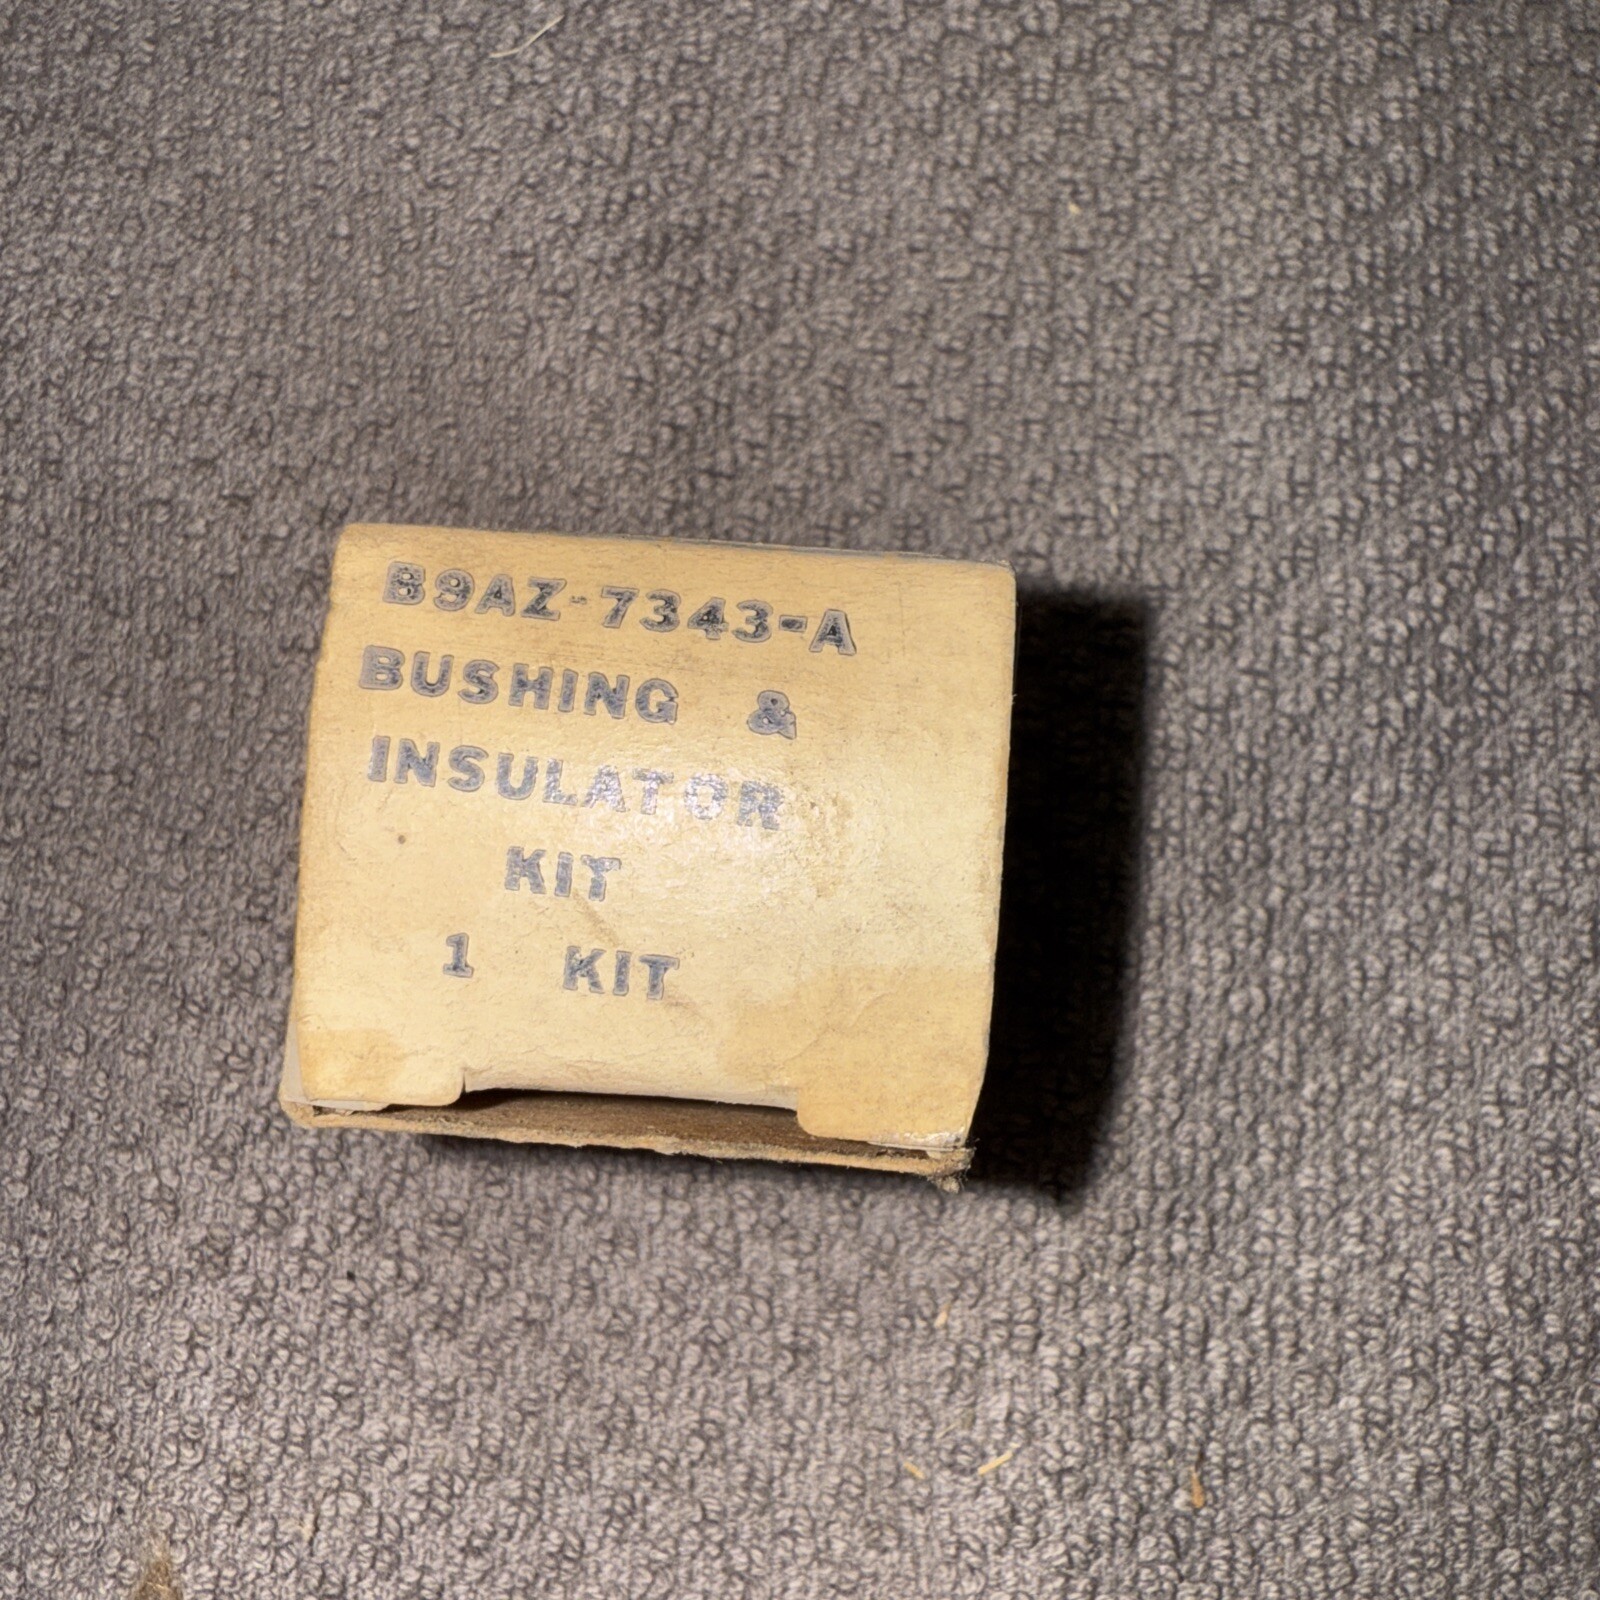 B9AZ-7343-A
BUSHING &
INSULATOR
KIT
1 KIT